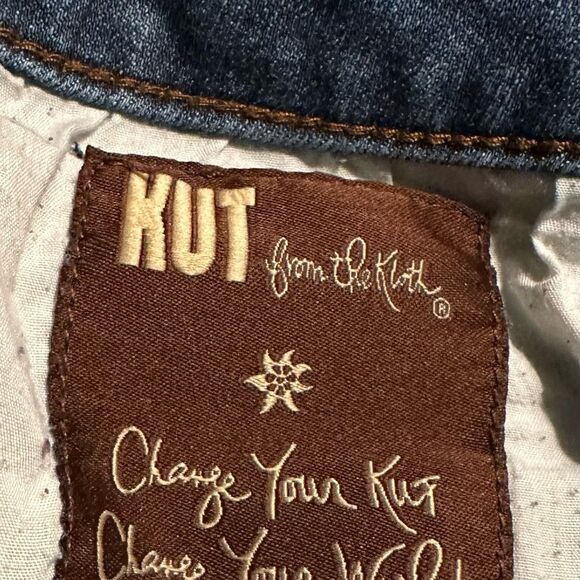 KUT from the Kloth®
Change Your Kut
Change Your